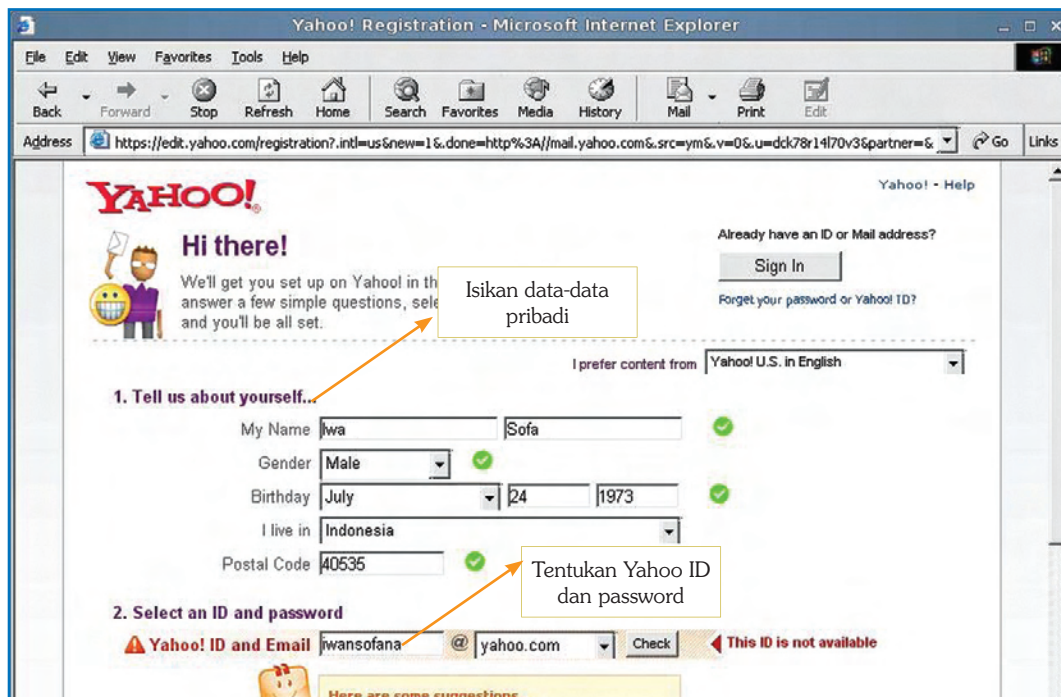 Yahoo! Registration - Microsoft Internet Explorer
File Edit View Favorites Tools Help
Back Forward Stop Refresh Home Search Favorites Media History Mail Print Edit
Address https://edit.yahoo.com/registration?.intl=us&new=1&.done=http%3A//mail.yahoo.com&.src=ym&.v=0&.u=dck78r14l70v3&partner=& Go Links
YAHOO!
Yahoo! - Help
Hi there!
We'll get you set up on Yahoo! in th
answer a few simple questions, sele
and you'll be all set.
Isikan data-data
pribadi
Already have an ID or Mail address?
Sign In
Forget your password or Yahoo! ID?
I prefer content from Yahoo! U.S. in English
1. Tell us about yourself...
My Name Iwa Sofa
Gender Male
Birthday July 24 1973
I live in Indonesia
Postal Code 40535
Tentukan Yahoo ID
dan password
2. Select an ID and password
Yahoo! ID and Email iwansofana @ yahoo.com Check This ID is not available
Here are some suggestions